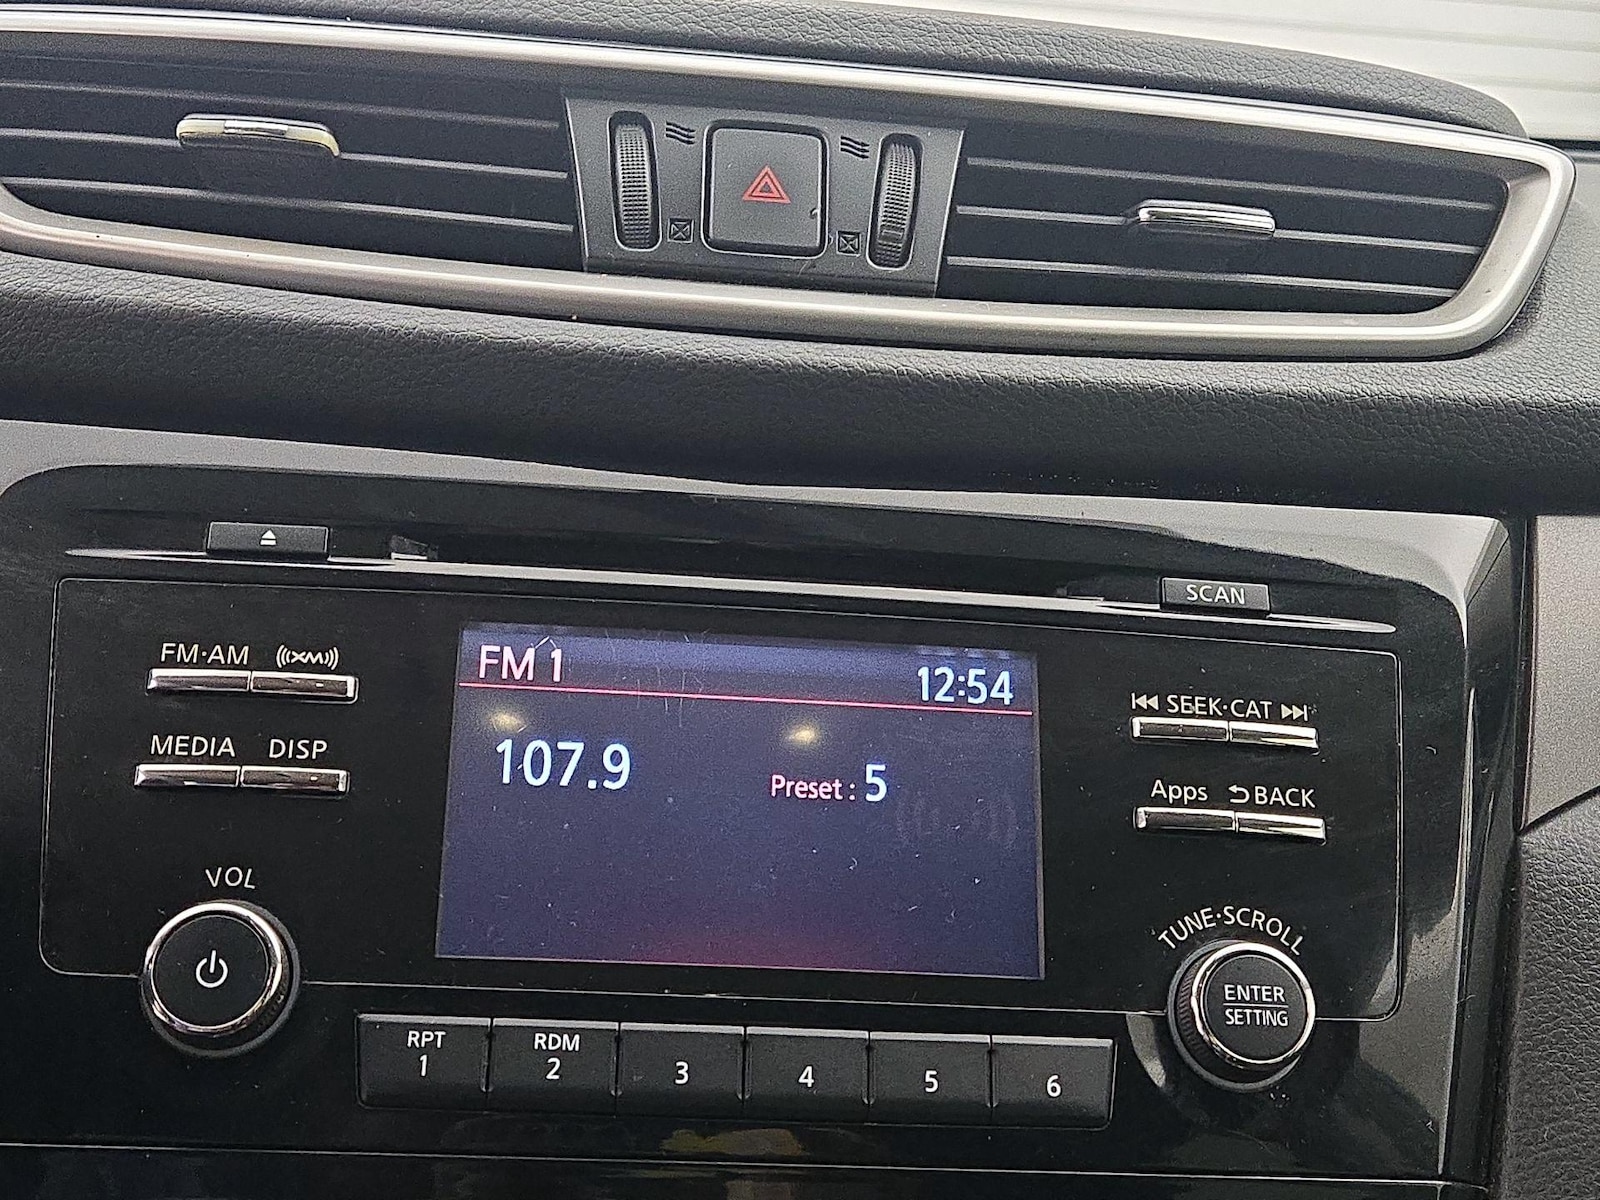 SCAN
FM·AM XM
MEDIA DISP
VOL
FM 1 12:54
107.9 Preset : 5
SEEK·CAT
Apps BACK
TUNE·SCROLL
ENTER
SETTING
RPT RDM
1 2 3 4 5 6